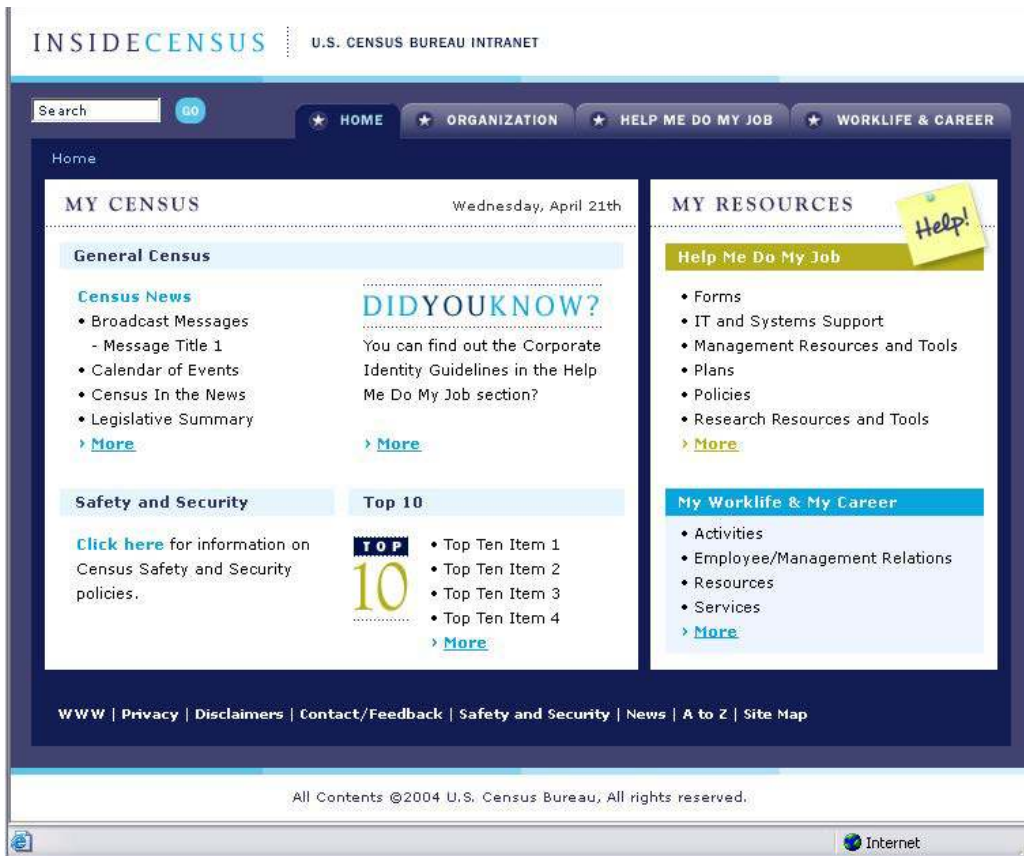 INSIDECENSUS
U.S. CENSUS BUREAU INTRANET
Search
GO
HOME
ORGANIZATION
HELP ME DO MY JOB
WORKLIFE & CAREER
Home
MY CENSUS
Wednesday, April 21th
General Census
Census News
• Broadcast Messages
- Message Title 1
• Calendar of Events
• Census In the News
• Legislative Summary
› More
DIDYOUKNOW?
You can find out the Corporate
Identity Guidelines in the Help
Me Do My Job section?
› More
Safety and Security
Click here for information on
Census Safety and Security
policies.
Top 10
TOP
10
• Top Ten Item 1
• Top Ten Item 2
• Top Ten Item 3
• Top Ten Item 4
› More
MY RESOURCES
Help!
Help Me Do My Job
• Forms
• IT and Systems Support
• Management Resources and Tools
• Plans
• Policies
• Research Resources and Tools
› More
My Worklife & My Career
• Activities
• Employee/Management Relations
• Resources
• Services
› More
WWW | Privacy | Disclaimers | Contact/Feedback | Safety and Security | News | A to Z | Site Map
All Contents ©2004 U.S. Census Bureau, All rights reserved.
Internet